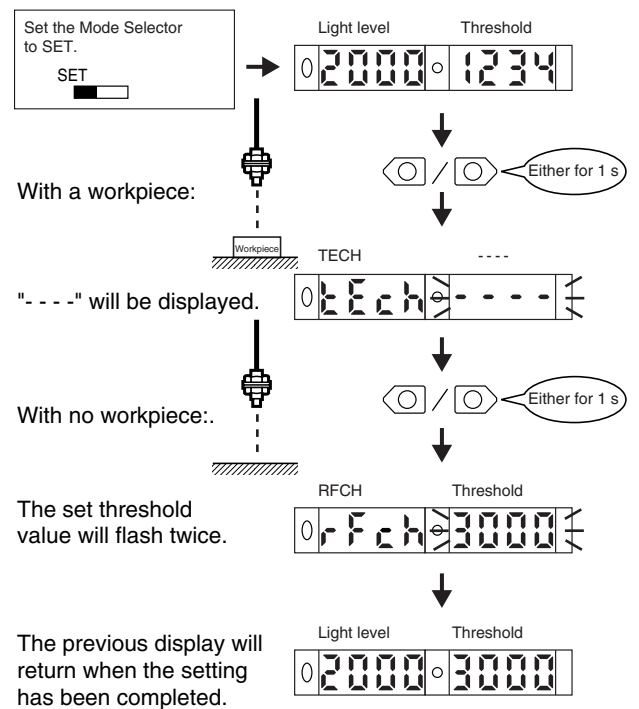 Set the Mode Selector
to SET.
SET
Light level Threshold
2000 1234
Either for 1 s
With a workpiece:
Workpiece
TECH - - - -
"- - - -" will be displayed.
tEch - - - -
Either for 1 s
With no workpiece:.
RFCH Threshold
The set threshold
value will flash twice.
rFch 3000
Light level Threshold
The previous display will
return when the setting
has been completed.
2000 3000